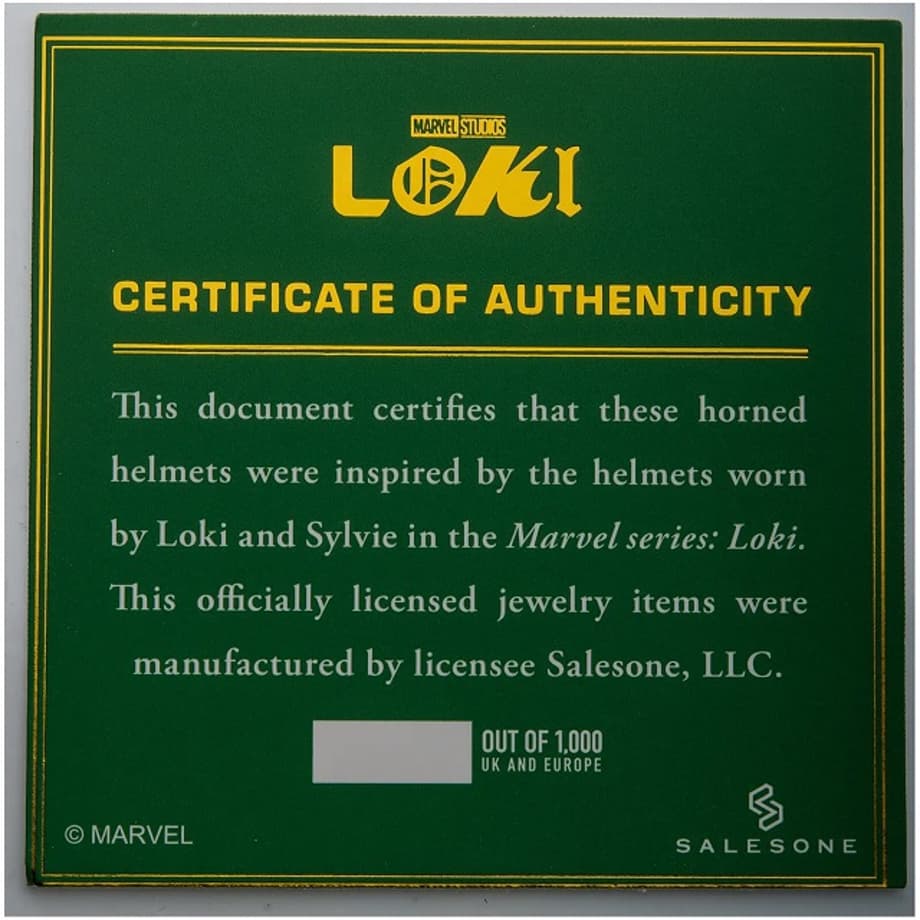 MARVEL STUDIOS
LOKI
CERTIFICATE OF AUTHENTICITY
This document certifies that these horned
helmets were inspired by the helmets worn
by Loki and Sylvie in the Marvel series: Loki.
This officially licensed jewelry items were
manufactured by licensee Salesone, LLC.
OUT OF 1,000
UK AND EUROPE
© MARVEL
SALESONE